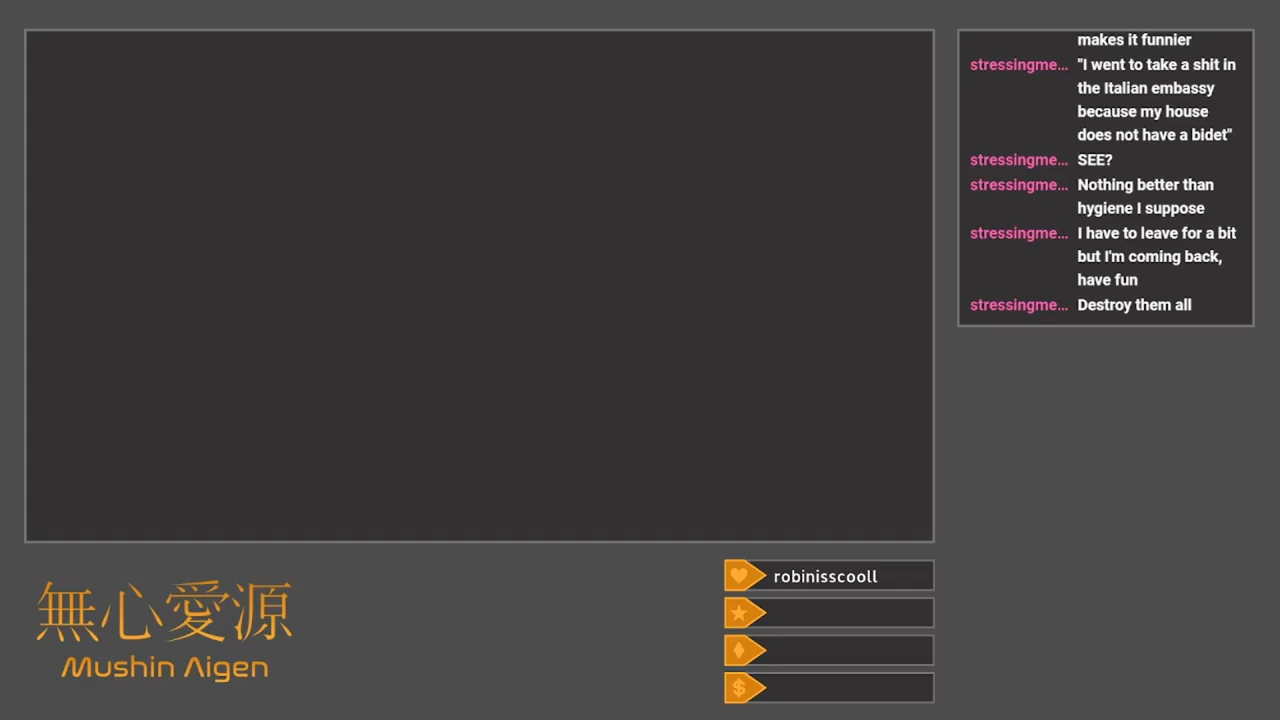 makes it funnier
stressingme... "I went to take a shit in
the Italian embassy
because my house
does not have a bidet"
stressingme... SEE?
stressingme... Nothing better than
hygiene I suppose
stressingme... I have to leave for a bit
but I'm coming back,
have fun
stressingme... Destroy them all
robinisscooll
無心愛源
Mushin Aigen
$